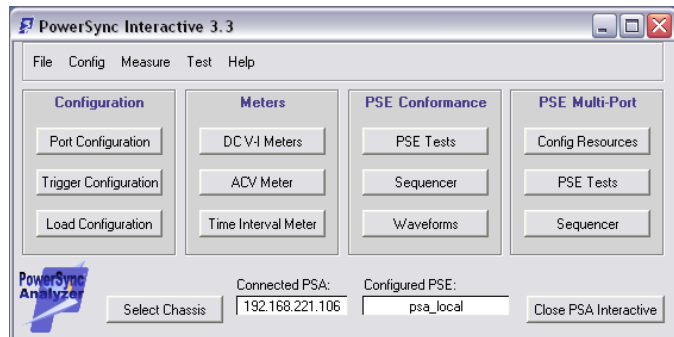 PowerSync Interactive 3.3
File Config Measure Test Help
Configuration Meters PSE Conformance PSE Multi-Port
Port Configuration DC V-I Meters PSE Tests Config Resources
Trigger Configuration ACV Meter Sequencer PSE Tests
Load Configuration Time Interval Meter Waveforms Sequencer
PowerSync
Analyzer
Connected PSA: Configured PSE:
Select Chassis 192.168.221.106 psa_local Close PSA Interactive